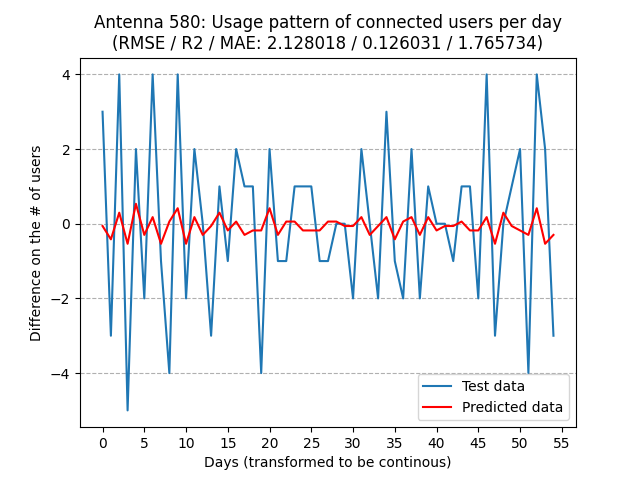 Antenna 580: Usage pattern of connected users per day
(RMSE / R2 / MAE: 2.128018 / 0.126031 / 1.765734)
Difference on the # of users
4
2
0
−2
−4
Test data
Predicted data
0 5 10 15 20 25 30 35 40 45 50 55
Days (transformed to be continous)